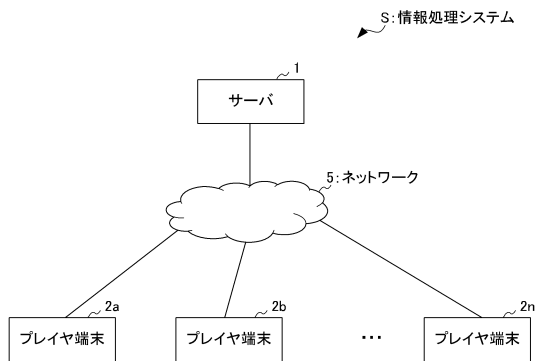 S:情報処理システム
1
サーバ
5:ネットワーク
2a
プレイヤ端末
2b
プレイヤ端末
...
2n
プレイヤ端末